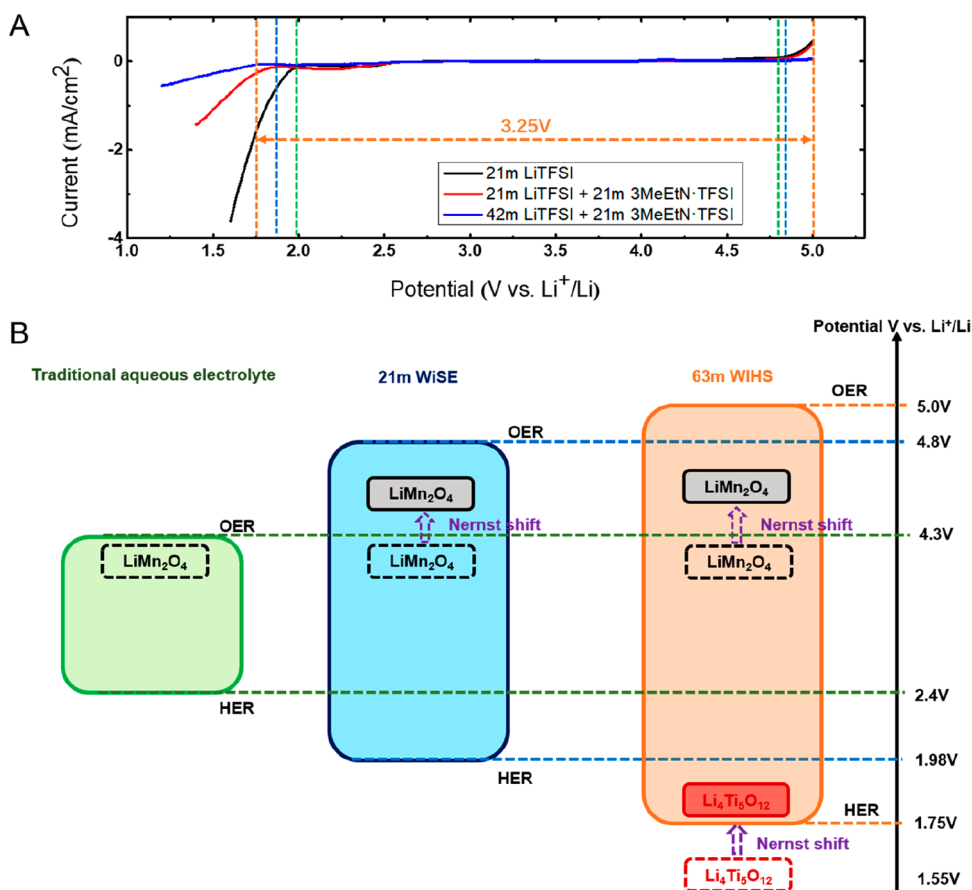 A
Current (mA/cm²)
0
-2
-4
3.25V
21m LiTFSI
21m LiTFSI + 21m 3MeEtN·TFSI
42m LiTFSI + 21m 3MeEtN·TFSI
1.0 1.5 2.0 2.5 3.0 3.5 4.0 4.5 5.0
Potential (V vs. Li⁺/Li)
B
Potential V vs. Li⁺/Li
Traditional aqueous electrolyte
21m WiSE
63m WIHS
OER
5.0V
OER
4.8V
LiMn₂O₄
LiMn₂O₄
Nernst shift
Nernst shift
OER
4.3V
LiMn₂O₄
LiMn₂O₄
LiMn₂O₄
2.4V
HER
1.98V
HER
Li₄Ti₅O₁₂
HER
1.75V
Nernst shift
Li₄Ti₅O₁₂
1.55V